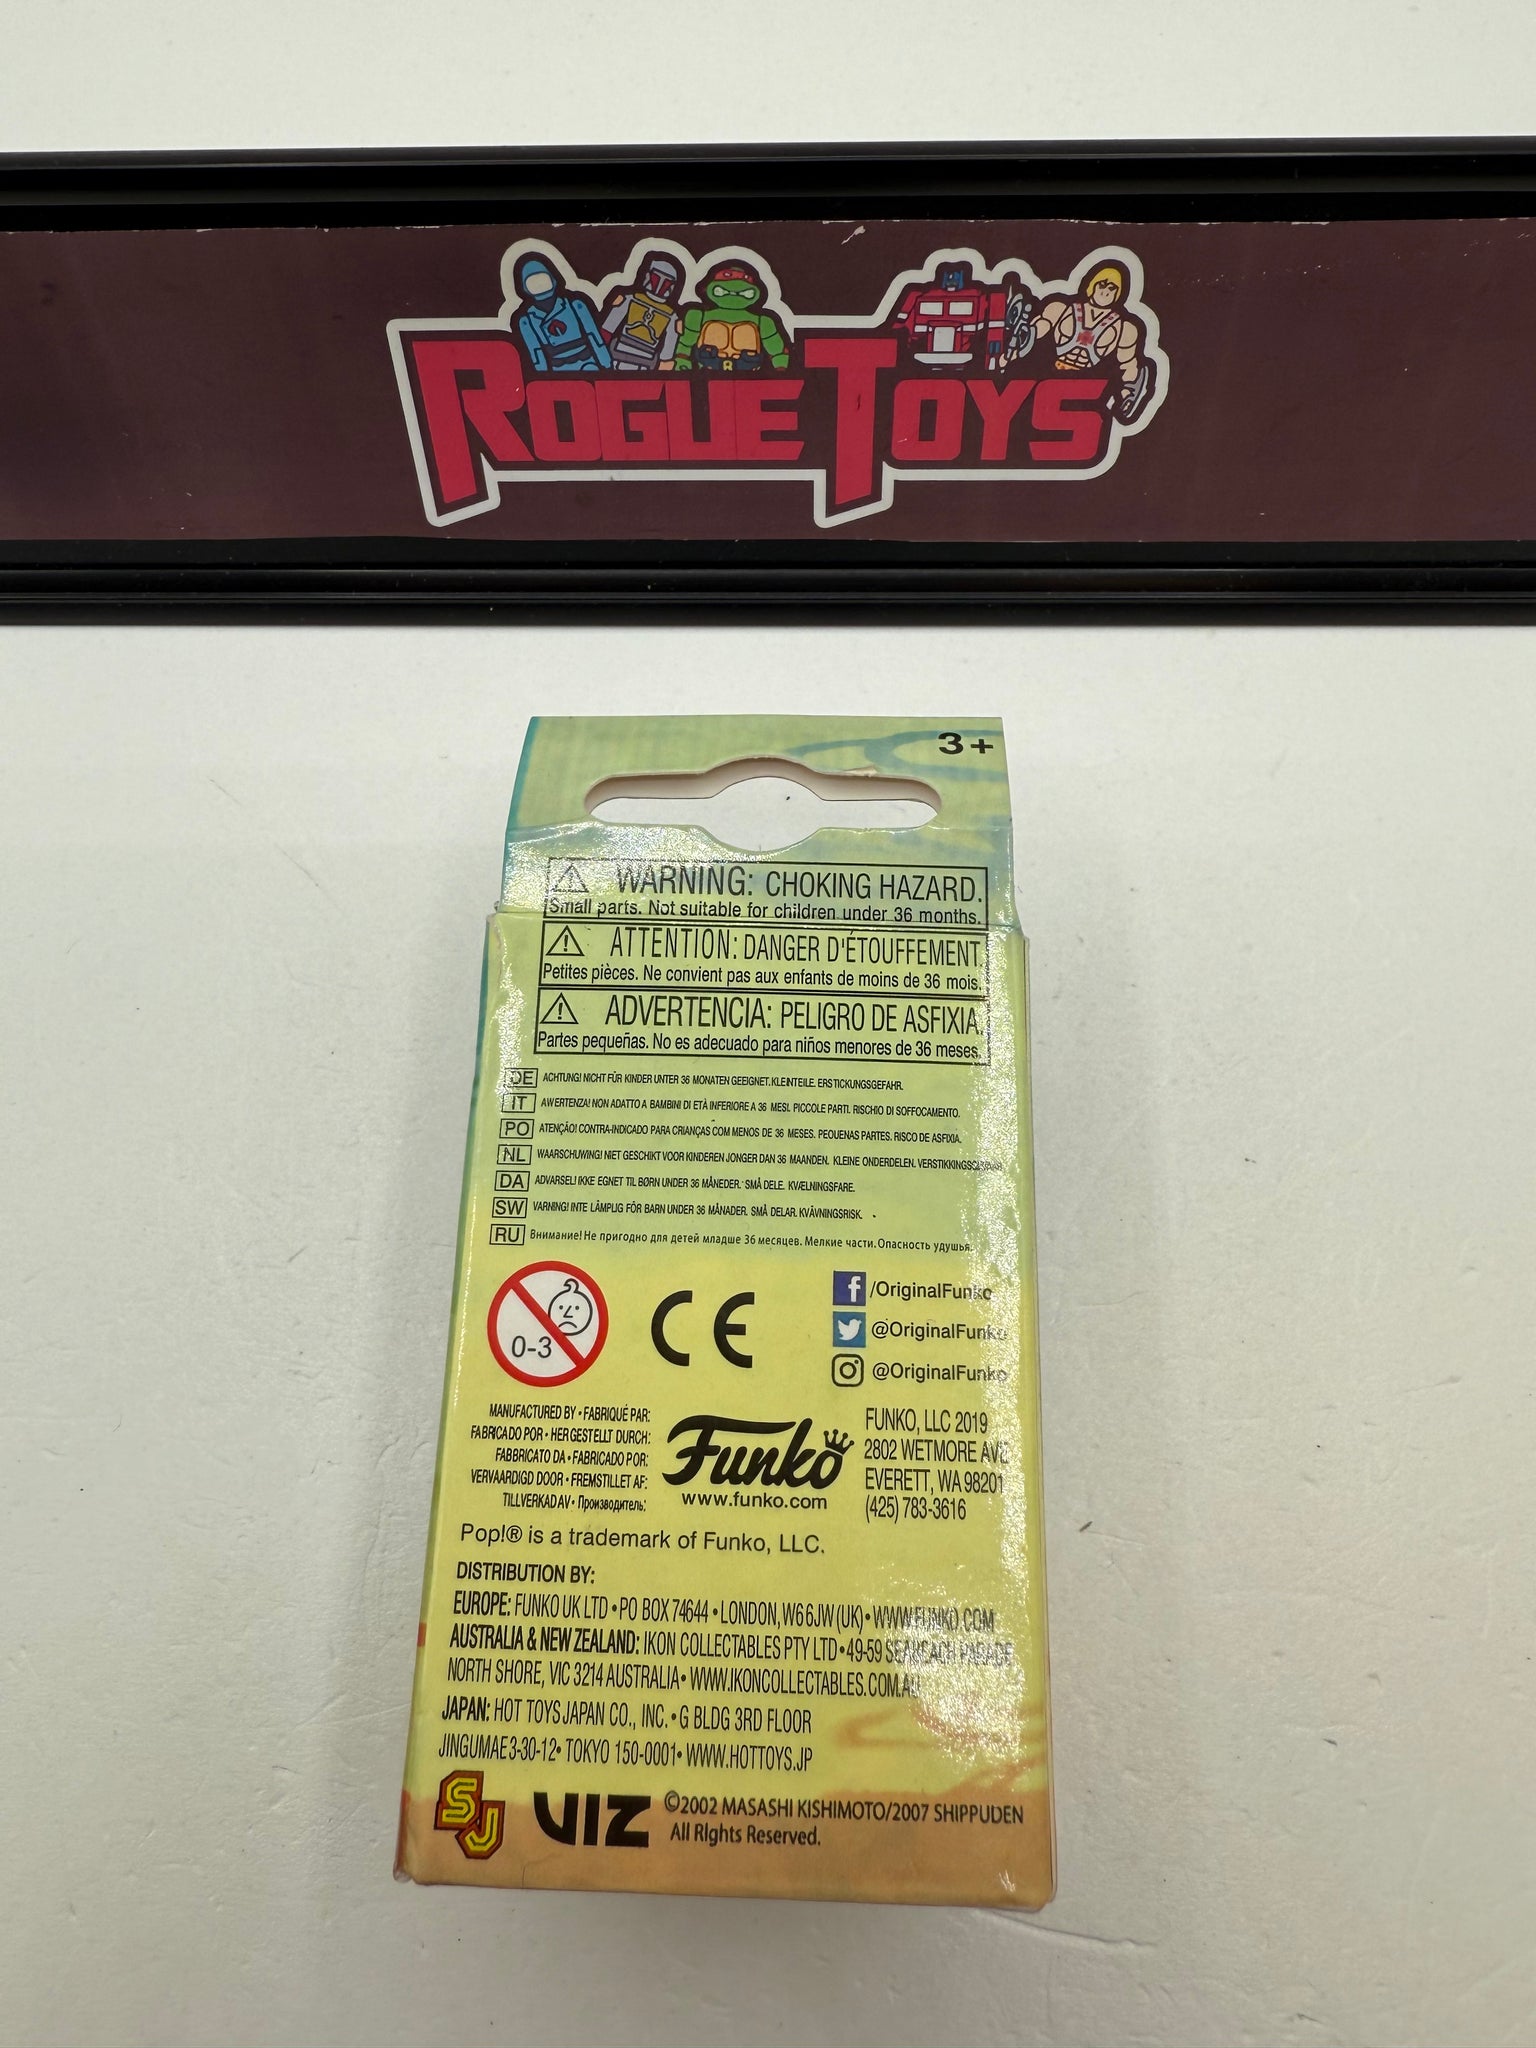 ROGUE TOYS
3+
WARNING: CHOKING HAZARD.
Small parts. Not suitable for children under 36 months.
ATTENTION: DANGER D'ÉTOUFFEMENT.
Petites pièces. Ne convient pas aux enfants de moins de 36 mois.
ADVERTENCIA: PELIGRO DE ASFIXIA.
Partes pequeñas. No es adecuado para niños menores de 36 meses.
DE ACHTUNG! NICHT FÜR KINDER UNTER 36 MONATEN GEEIGNET. KLEINTEILE. ERSTICKUNGSGEFAHR.
IT AWERTENZA! NON ADATTO A BAMBINI DI ETÀ INFERIORE A 36 MESI. PICCOLE PARTI. RISCHIO DI SOFFOCAMENTO.
PO ATENÇÃO! CONTRA-INDICADO PARA CRIANÇAS COM MENOS DE 36 MESES. PEQUENAS PARTES. RISCO DE ASFIXIA.
NL WAARSCHUWING! NIET GESCHIKT VOOR KINDEREN JONGER DAN 36 MAANDEN. KLEINE ONDERDELEN.
DA ADVARSEL! IKKE EGNET TIL BØRN UNDER 36 MÅNEDER. SMÅ DELE. KVÆLNINGSFARE.
SW VARNING! INTE LÄMPLIG FÖR BARN UNDER 36 MÅNADER. SMÅ DELAR. KVÄVNINGSRISK.
RU Внимание! Не пригодно для детей младше 36 месяцев. Мелкие части. Опасность удушья.
0-3
CE
/OriginalFunko
@OriginalFunko
@OriginalFunko
MANUFACTURED BY • FABRIQUÉ PAR:
FABRICADO POR • HERGESTELLT DURCH:
FABBRICATO DA • FABRICADO POR:
VERVAARDIGD DOOR • FREMSTILLET AF:
TILLVERKAD AV • Производитель:
Funko
www.funko.com
FUNKO, LLC 2019
2802 WETMORE AVE
EVERETT, WA 98201
(425) 783-3616
Pop!® is a trademark of Funko, LLC.
DISTRIBUTION BY:
EUROPE: FUNKO UK LTD • PO BOX 74644 • LONDON, W6 6JW (UK) • WWW.FUNKO.COM
AUSTRALIA & NEW ZEALAND: IKON COLLECTABLES PTY LTD • 49-59 SEABEACH PARADE
NORTH SHORE, VIC 3214 AUSTRALIA • WWW.IKONCOLLECTABLES.COM.AU
JAPAN: HOT TOYS JAPAN CO., INC. • G BLDG 3RD FLOOR
JINGUMAE 3-30-12 • TOKYO 150-0001 • WWW.HOTTOYS.JP
SJ
VIZ
©2002 MASASHI KISHIMOTO/2007 SHIPPUDEN
All Rights Reserved.